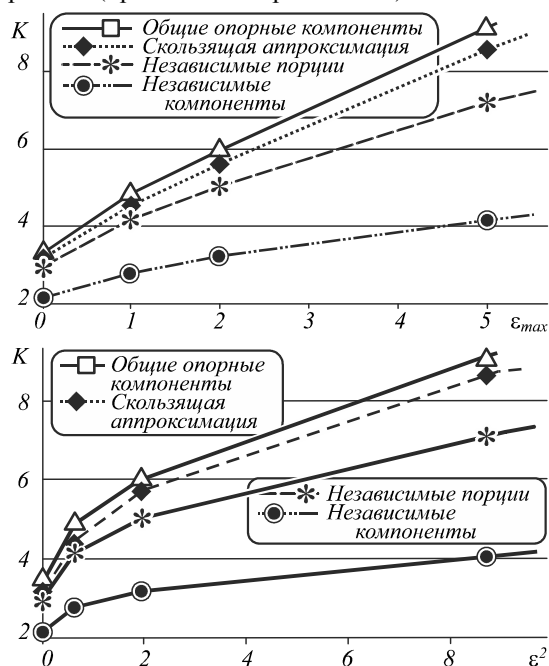 K
Общие опорные компоненты
Скользящая аппроксимация
Независимые порции
Независимые
компоненты
8
6
4
2
0 1 2 3 4 5 εmax
K
Общие опорные
компоненты
Скользящая
аппроксимация
8
6
Независимые порции
Независимые
компоненты
4
2
0 2 4 6 8 ε²